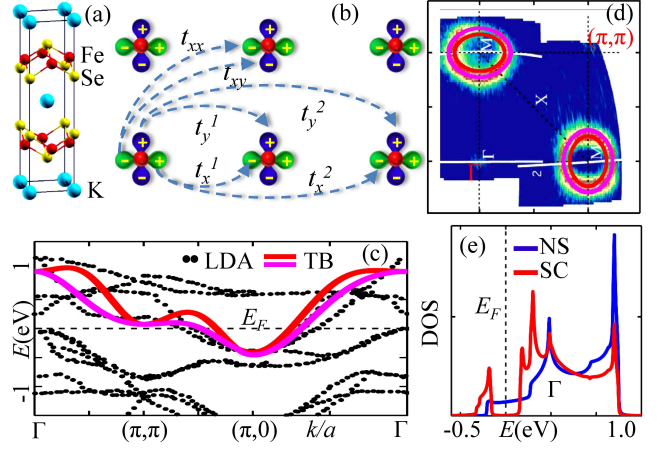 (a)
Fe
Se
K
(b)
t_xx
t_xy
t_y^1
t_y^2
t_x^1
t_x^2
+ − + −
(d)
(π,π)
M
X
Γ
M
2
(c)
LDA
TB
1
E(eV)
-1
E_F
Γ
(π,π)
(π,0)
k/a
Γ
(e)
NS
SC
DOS
E_F
Γ
-0.5
E(eV)
1.0